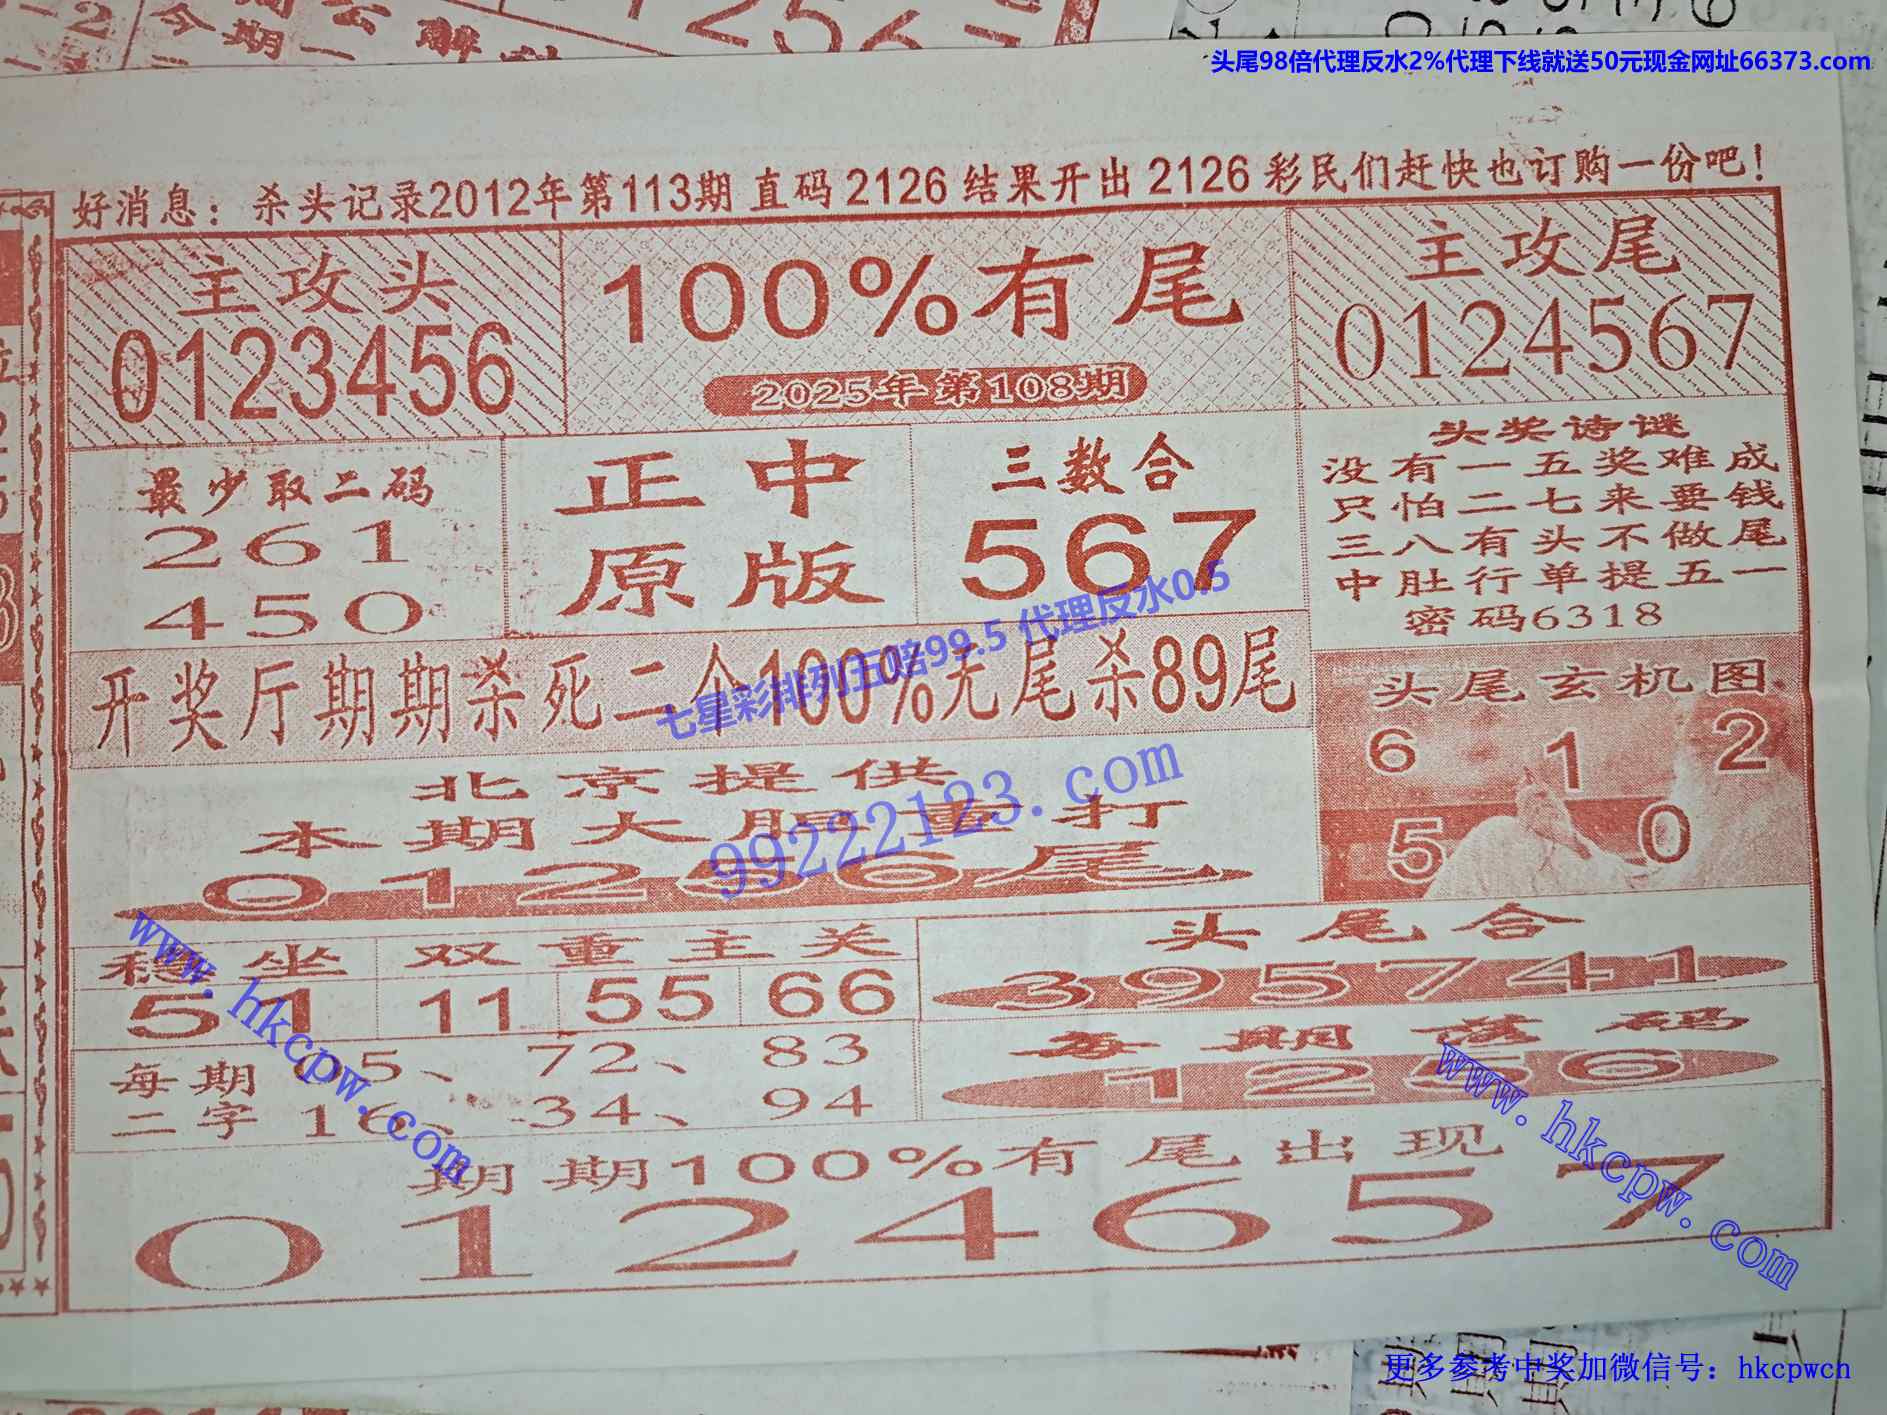 头尾98倍代理反水2%代理下线就送50元现金网址66373.com
好消息：杀头记录2012年第113期 直码 2126 结果开出 2126 彩民们赶快也订购一份吧！
主攻头
0123456
100%有尾
2025年第108期
主攻尾
0124567
最少取二码
261
450
正中
原版
三数合
567
头奖诗谜
没有一五奖难成
只怕二七来要钱
三八有头不做尾
中肚行单提五一
密码6318
七星彩排列五赔99.5 代理反水0.5
开奖厅期期杀死二个100%无尾杀89尾
头尾玄机图
6 1 2
5 0
北京提供
本期大胆重打
01256尾
99222123.com
稳坐
51
双重主关
11 55 66
头尾合
395741
www.hkcpw.com
每期 05、 72、 83
二字 16、 34、 94
每期落码
1256
www.hkcpw.com
期期100%有尾出现
0124657
更多参考中奖加微信号：hkcpwcn